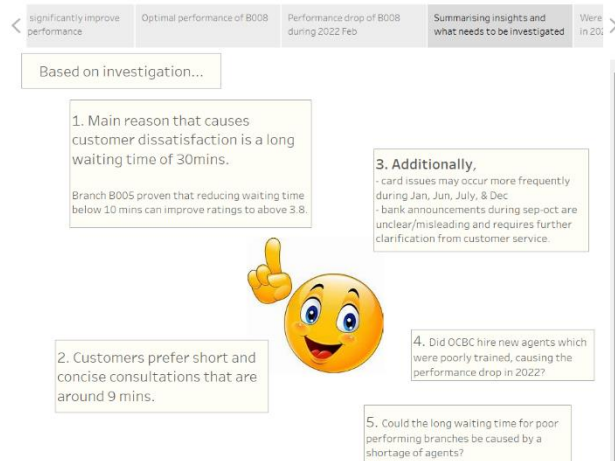 significantly improve
performance
Optimal performance of B008
Performance drop of B008
during 2022 Feb
Summarising insights and
what needs to be investigated
Were
in 202
Based on investigation...
1. Main reason that causes
customer dissatisfaction is a long
waiting time of 30mins.
Branch B005 proven that reducing waiting time
below 10 mins can improve ratings to above 3.8.
3. Additionally,
- card issues may occur more frequently
during Jan, Jun, July, & Dec
- bank announcements during sep-oct are
unclear/misleading and requires further
clarification from customer service.
2. Customers prefer short and
concise consultations that are
around 9 mins.
4. Did OCBC hire new agents which
were poorly trained, causing the
performance drop in 2022?
5. Could the long waiting time for poor
performing branches be caused by a
shortage of agents?